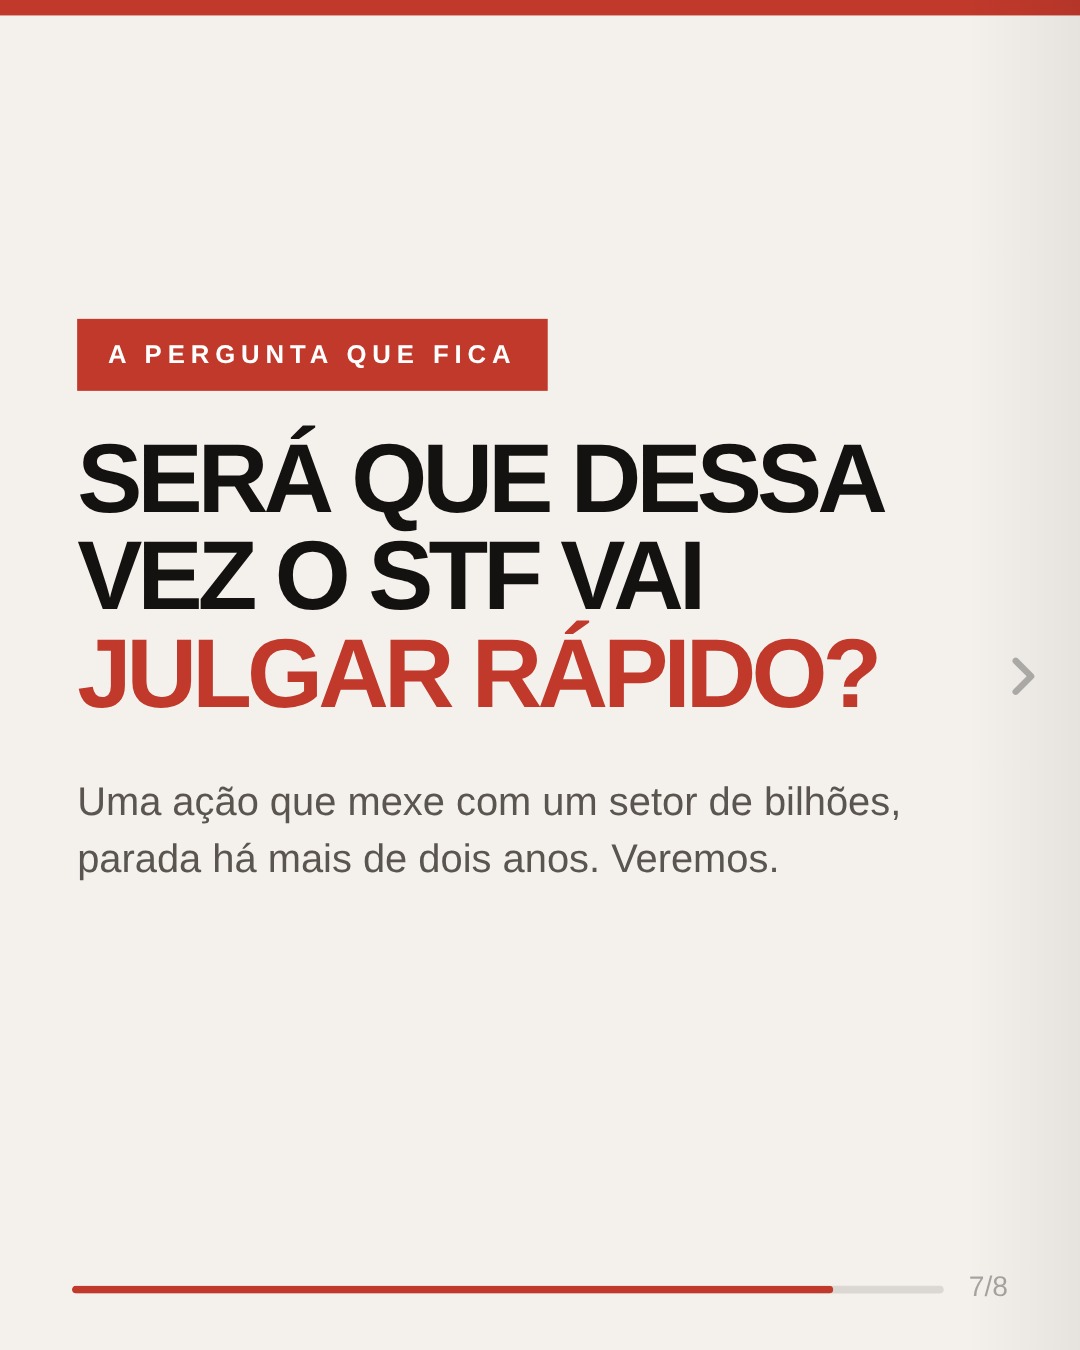 A PERGUNTA QUE FICA
SERÁ QUE DESSA
VEZ O STF VAI
JULGAR RÁPIDO?
Uma ação que mexe com um setor de bilhões,
parada há mais de dois anos. Veremos.
7/8